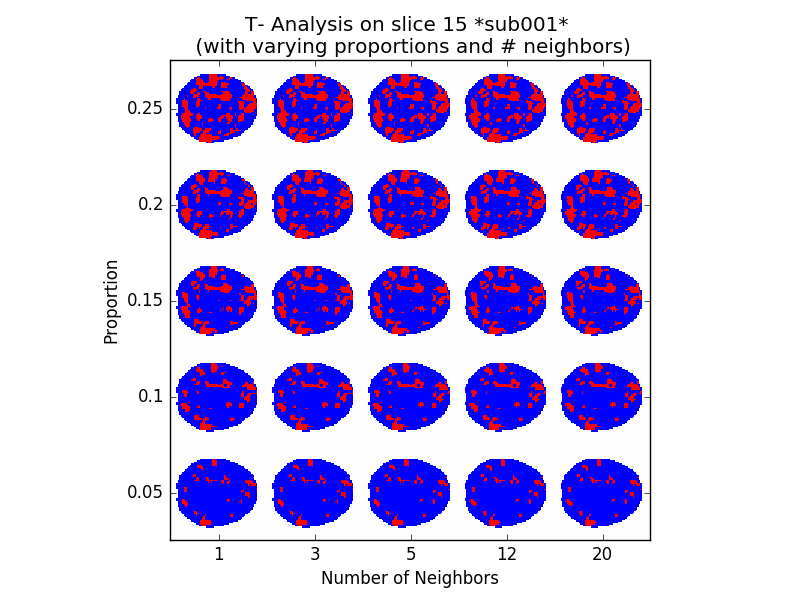 T- Analysis on slice 15 *sub001*
(with varying proportions and # neighbors)
0.25
0.2
0.15
0.1
0.05
Proportion
1 3 5 12 20
Number of Neighbors